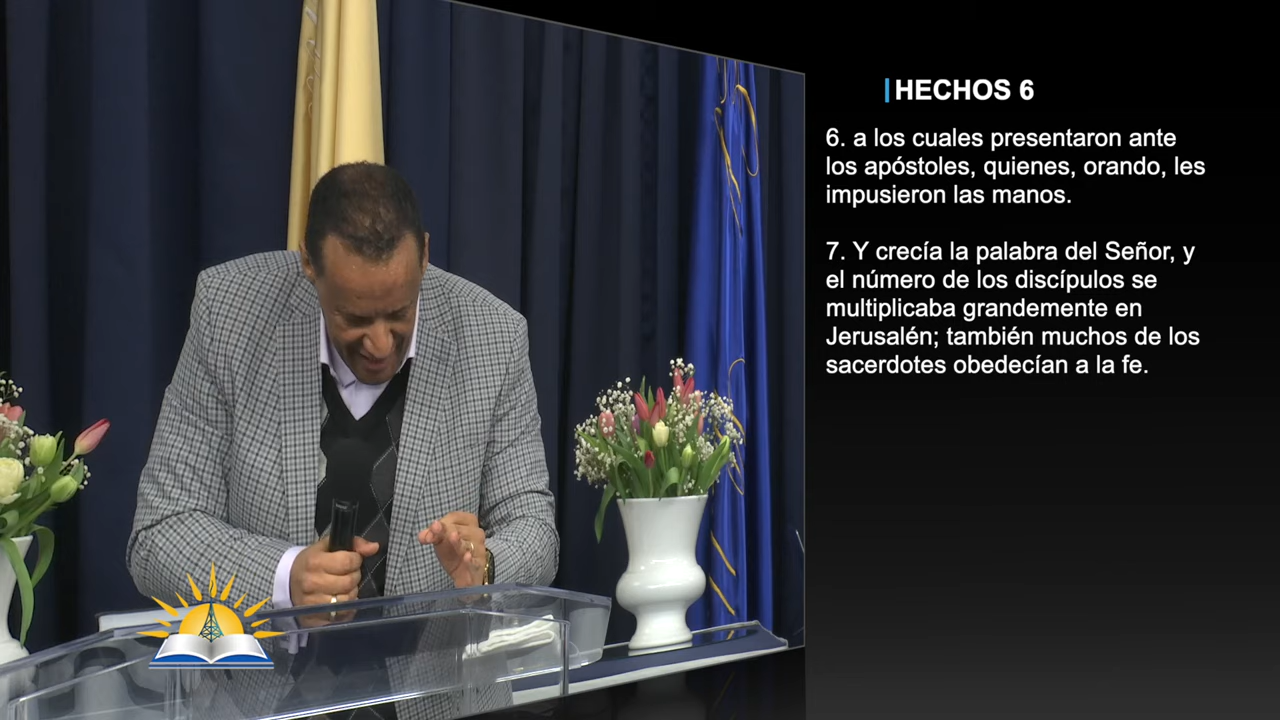 HECHOS 6
6. a los cuales presentaron ante
los apóstoles, quienes, orando, les
impusieron las manos.
7. Y crecía la palabra del Señor, y
el número de los discípulos se
multiplicaba grandemente en
Jerusalén; también muchos de los
sacerdotes obedecían a la fe.